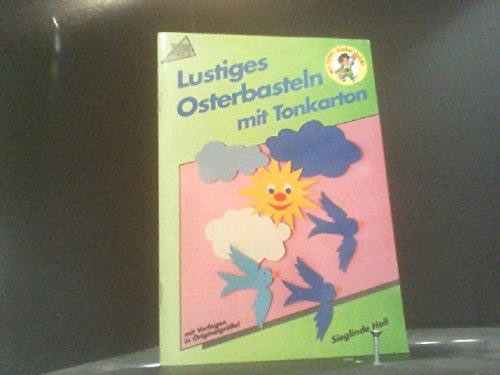 Lustiges
Osterbasteln
mit Tonkarton
mit Vorlagen
in Originalgröße!
Sieglinde Holl